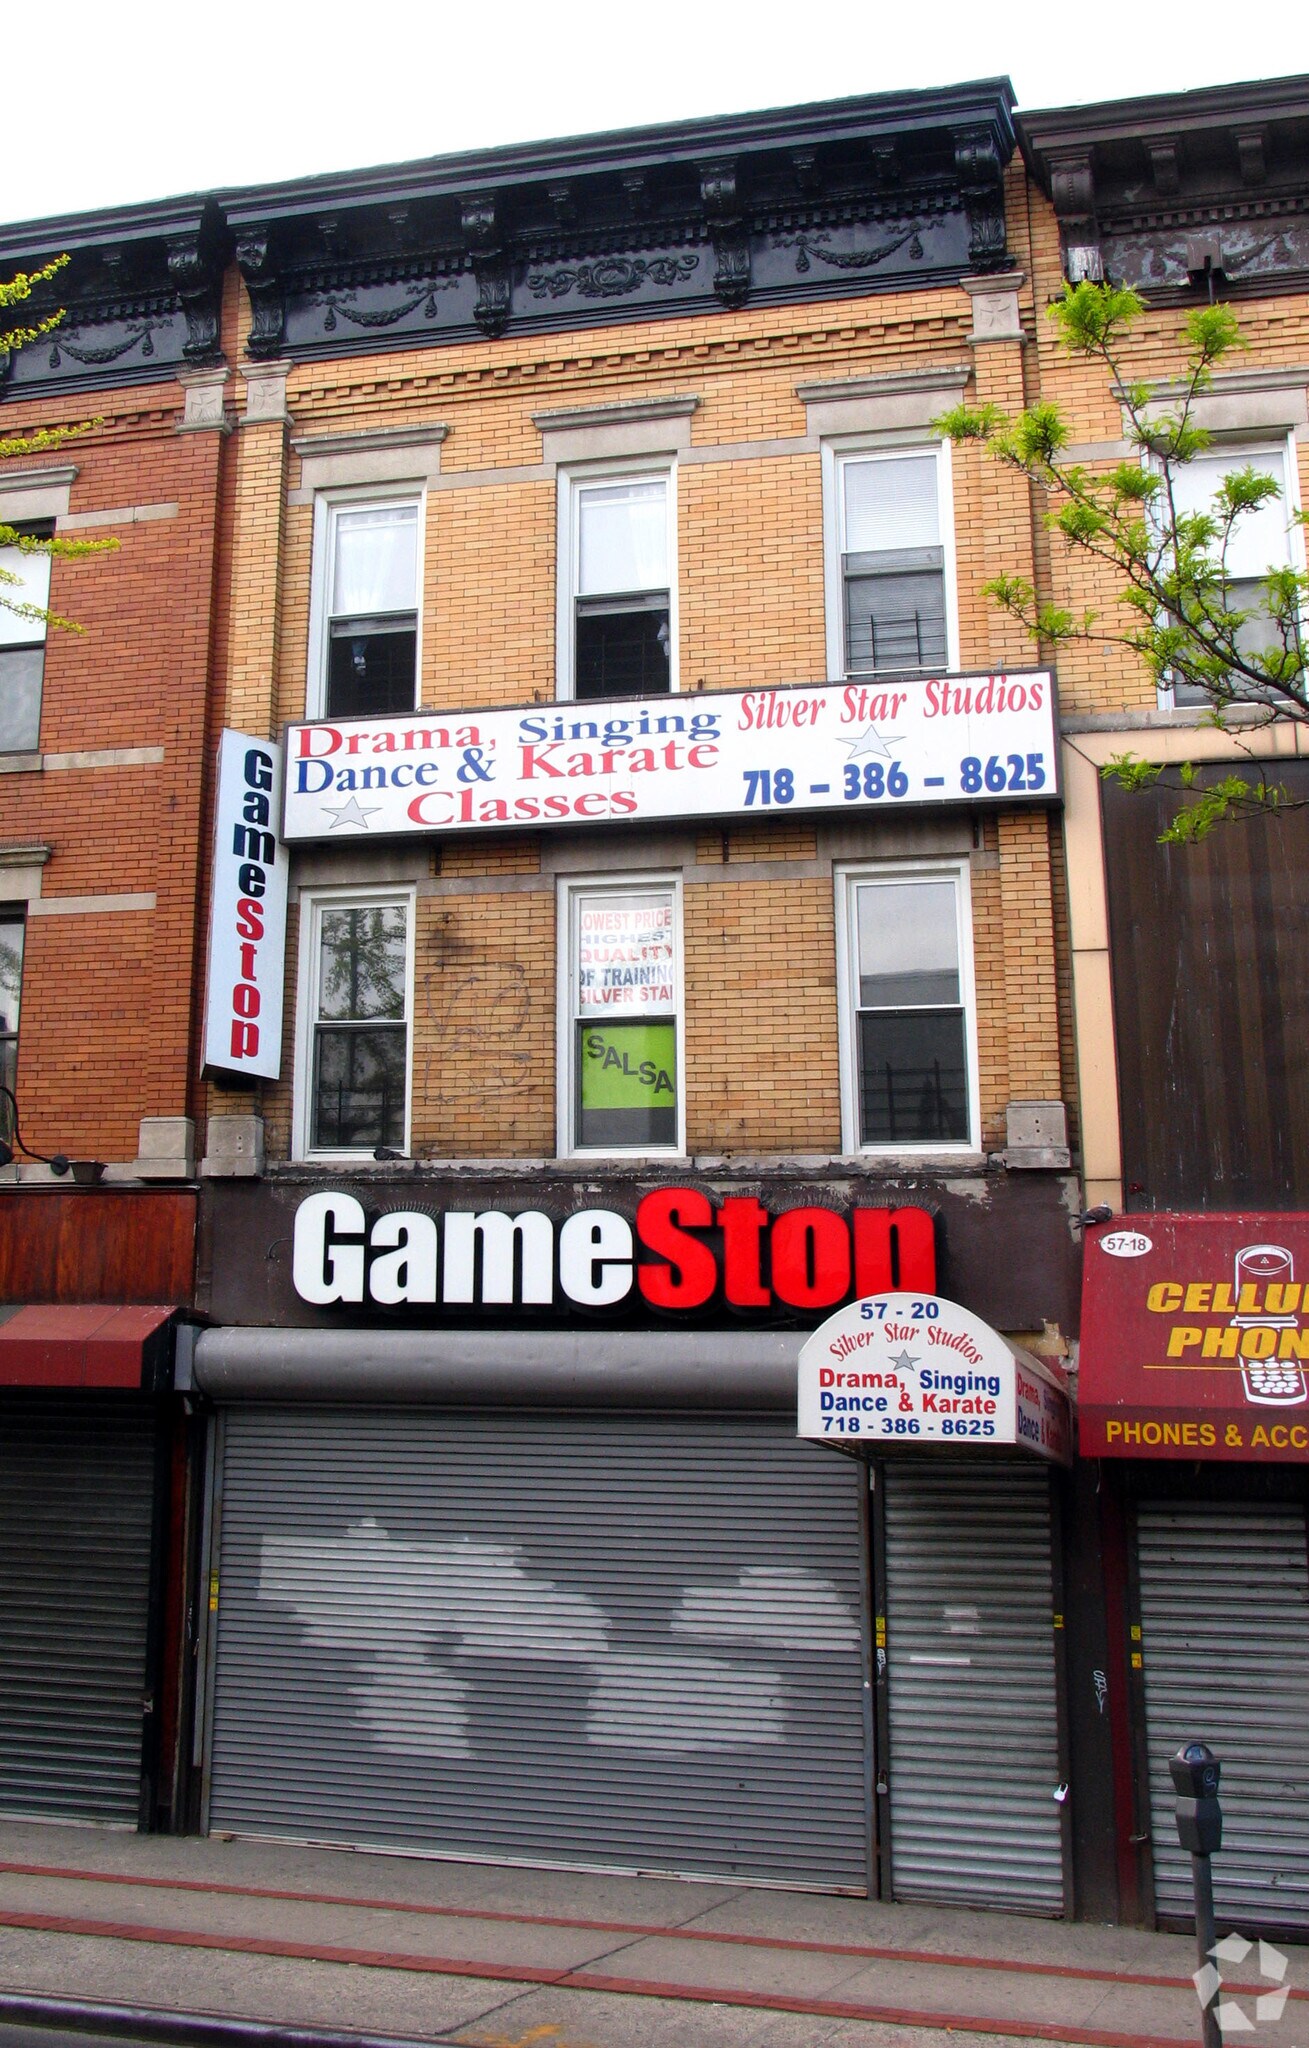 Drama, Singing
Dance & Karate
Classes
Silver Star Studios
718 - 386 - 8625
GameStop
LOWEST PRICE
HIGHEST
QUALITY
OF TRAINING
SILVER STAR
SALSA
GameStop
57 - 20
Silver Star Studios
Drama, Singing
Dance & Karate
718 - 386 - 8625
Drama,
Dance &
57-18
CELLU
PHON
PHONES & ACC